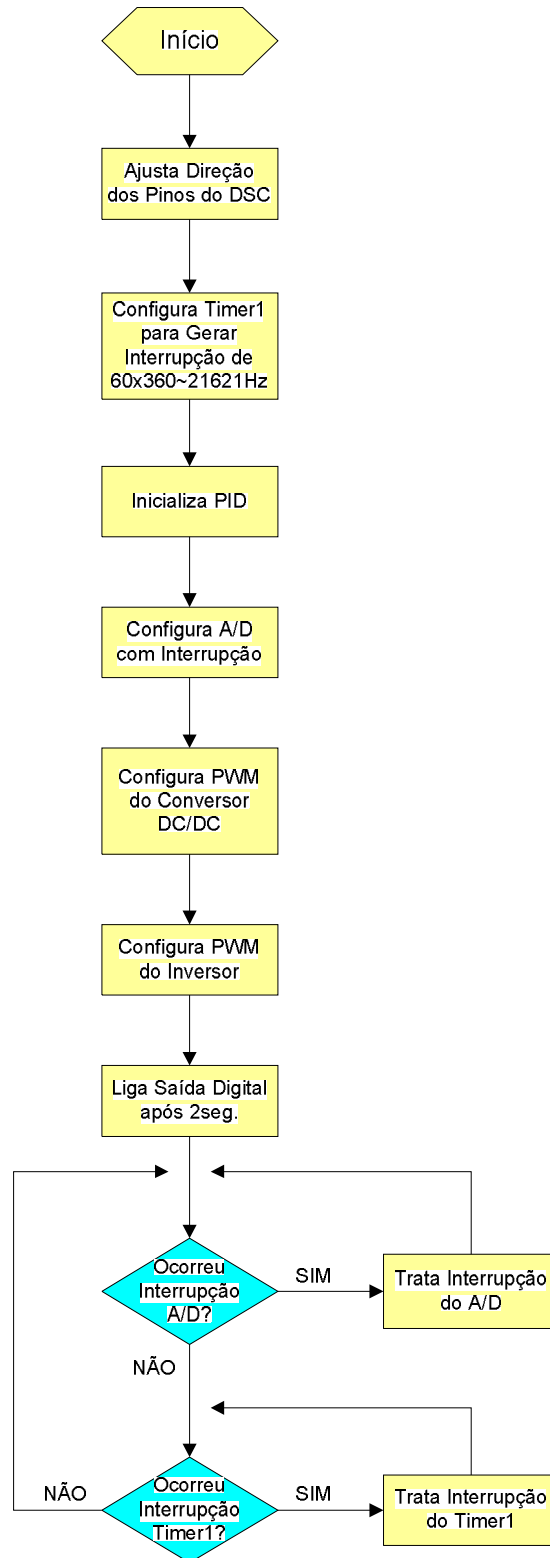 Início
Ajusta Direção
dos Pinos do DSC
Configura Timer1
para Gerar
Interrupção de
60x360~21621Hz
Inicializa PID
Configura A/D
com Interrupção
Configura PWM
do Conversor
DC/DC
Configura PWM
do Inversor
Liga Saída Digital
após 2seg.
Ocorreu
Interrupção
A/D?
SIM
Trata Interrupção
do A/D
NÃO
Ocorreu
Interrupção
Timer1?
NÃO
SIM
Trata Interrupção
do Timer1